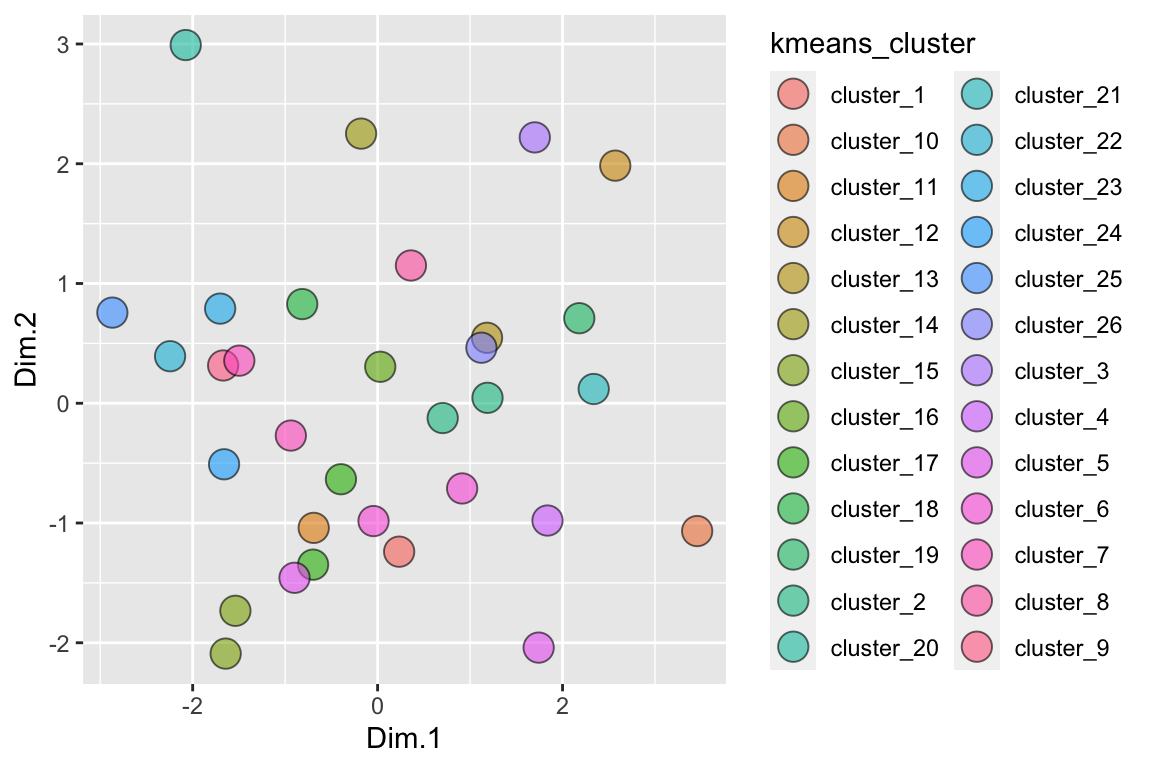 kmeans_cluster
cluster_1
cluster_10
cluster_11
cluster_12
cluster_13
cluster_14
cluster_15
cluster_16
cluster_17
cluster_18
cluster_19
cluster_2
cluster_20
cluster_21
cluster_22
cluster_23
cluster_24
cluster_25
cluster_26
cluster_3
cluster_4
cluster_5
cluster_6
cluster_7
cluster_8
cluster_9
Dim.2
3
2
1
0
-1
-2
-2 0 2
Dim.1